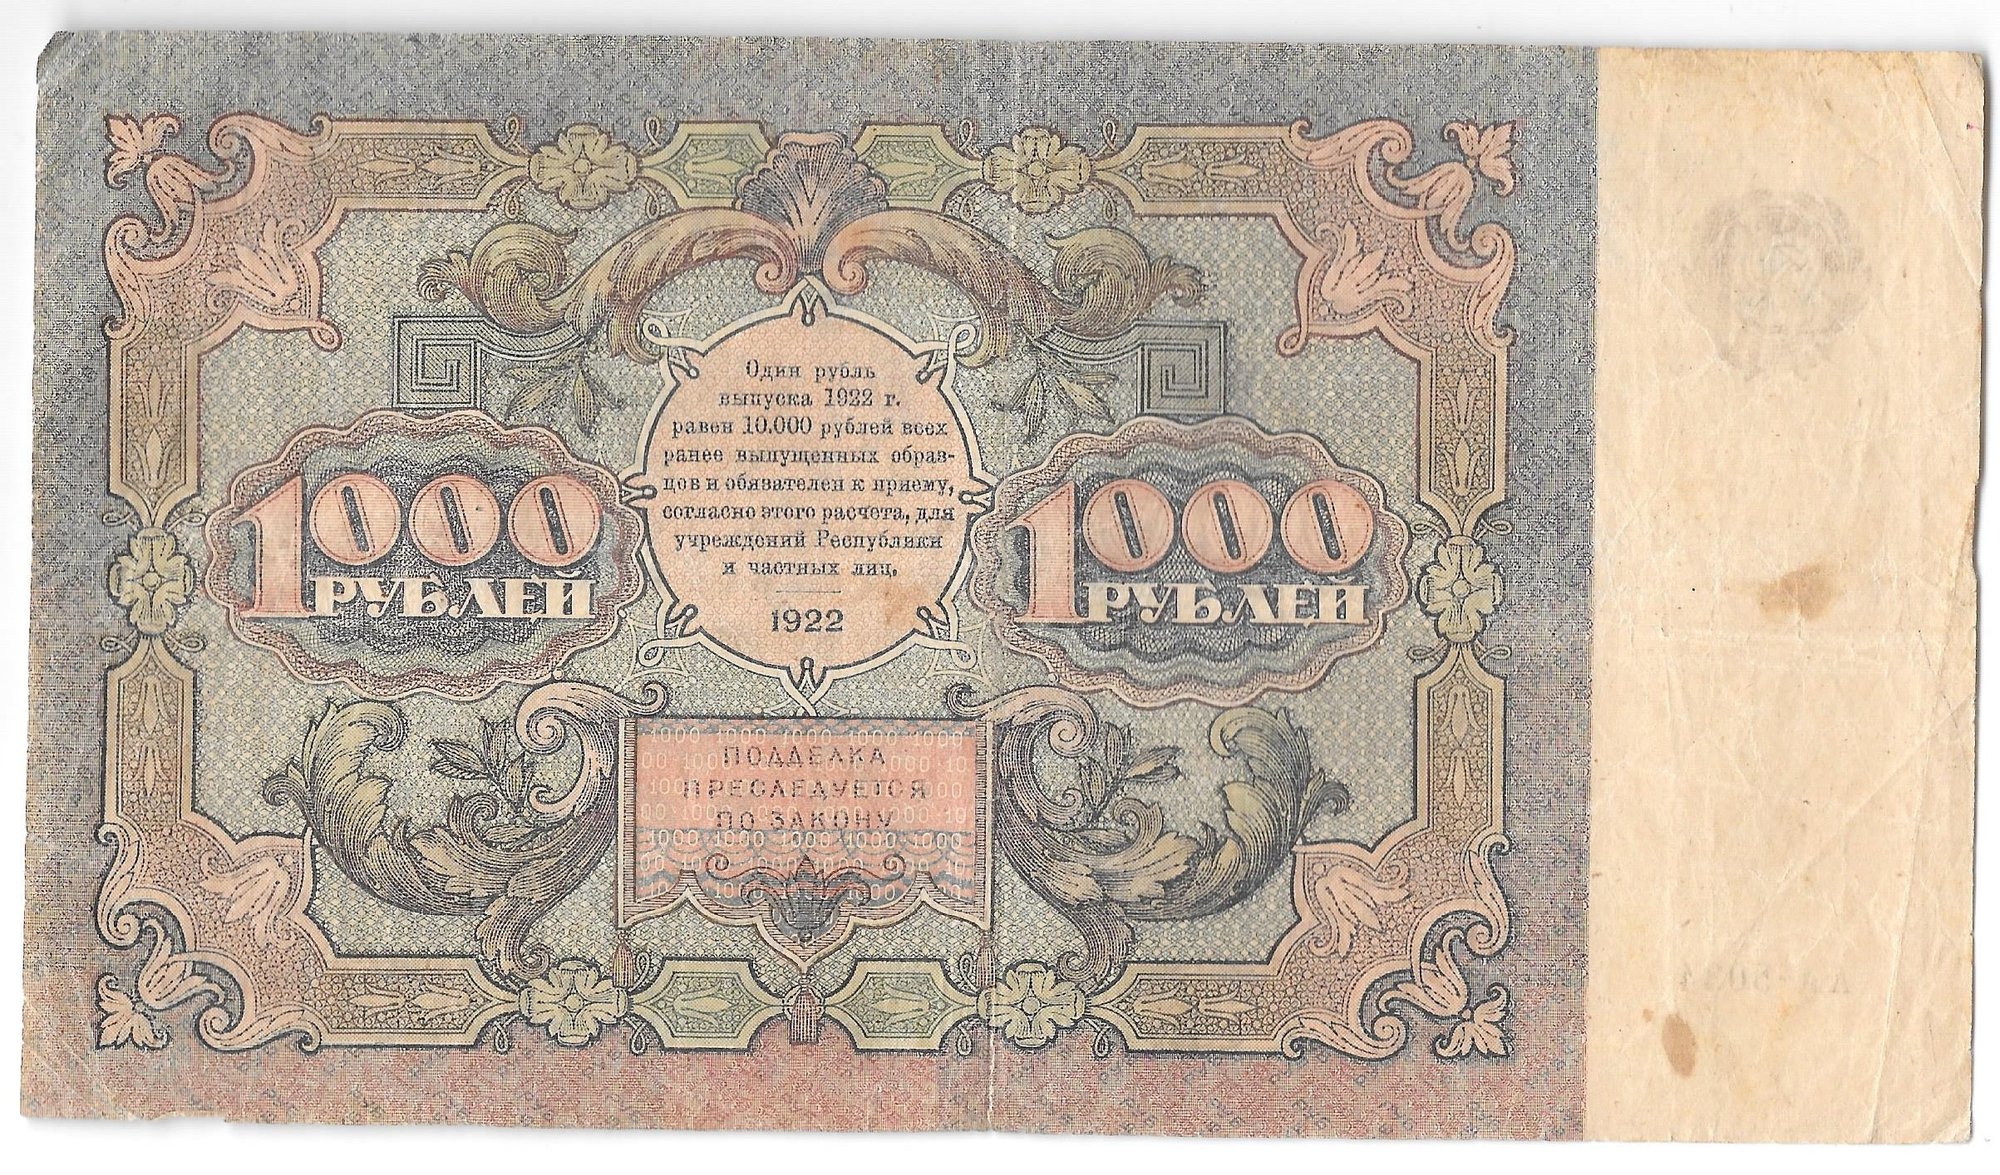 Один рубль
выпуска 1922 г.
равен 10.000 рублей всех
ранее выпущенных образ-
цов и обязателен к приему,
согласно этого расчета, для
учреждений Республики
и частных лиц.
1922
1000
РУБЛЕЙ
1000
РУБЛЕЙ
ПОДДЕЛКА
ПРЕСЛЕДУЕТСЯ
ПО ЗАКОНУ